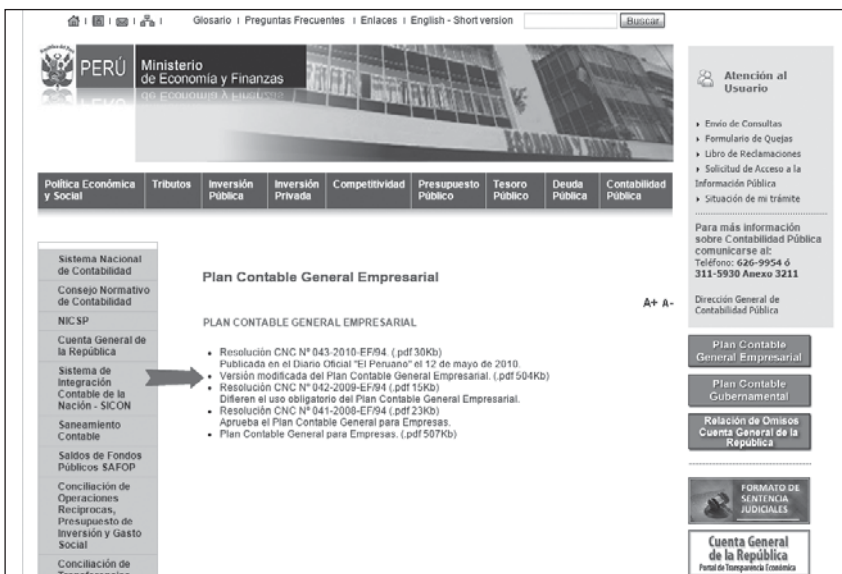 Glosario I Preguntas Frecuentes I Enlaces I English - Short version
Buscar
PERÚ
Ministerio
de Economía y Finanzas
Política Económica
y Social
Tributos
Inversión
Pública
Inversión
Privada
Competitividad
Presupuesto
Público
Tesoro
Público
Deuda
Pública
Contabilidad
Pública
Sistema Nacional
de Contabilidad
Consejo Normativo
de Contabilidad
NICSP
Cuenta General de
la República
Sistema de
Integración
Contable de la
Nación - SICON
Saneamiento
Contable
Saldos de Fondos
Públicos SAFOP
Conciliación de
Operaciones
Reciprocas,
Presupuesto de
Inversión y Gasto
Social
Conciliación de
Plan Contable General Empresarial
A+ A-
PLAN CONTABLE GENERAL EMPRESARIAL
• Resolución CNC Nº 043-2010-EF/94. (.pdf 30Kb)
Publicada en el Diario Oficial "El Peruano" el 12 de mayo de 2010.
• Versión modificada del Plan Contable General Empresarial. (.pdf 504Kb)
• Resolución CNC Nº 042-2009-EF/94 (.pdf 15Kb)
Difieren el uso obligatorio del Plan Contable General Empresarial.
• Resolución CNC Nº 041-2008-EF/94 (.pdf 23Kb)
Aprueba el Plan Contable General para Empresas.
• Plan Contable General para Empresas. (.pdf 507Kb)
Atención al
Usuario
Envío de Consultas
Formulario de Quejas
Libro de Reclamaciones
Solicitud de Acceso a la
Información Pública
Situación de mi trámite
Para más información
sobre Contabilidad Pública
comunicarse al:
Teléfono: 626-9954 ó
311-5930 Anexo 3211
Dirección General de
Contabilidad Pública
Plan Contable
General Empresarial
Plan Contable
Gubernamental
Relación de Omisos
Cuenta General de la
República
FORMATO DE
SENTENCIA
JUDICIALES
Cuenta General
de la República
Portal de Transparencia Económica